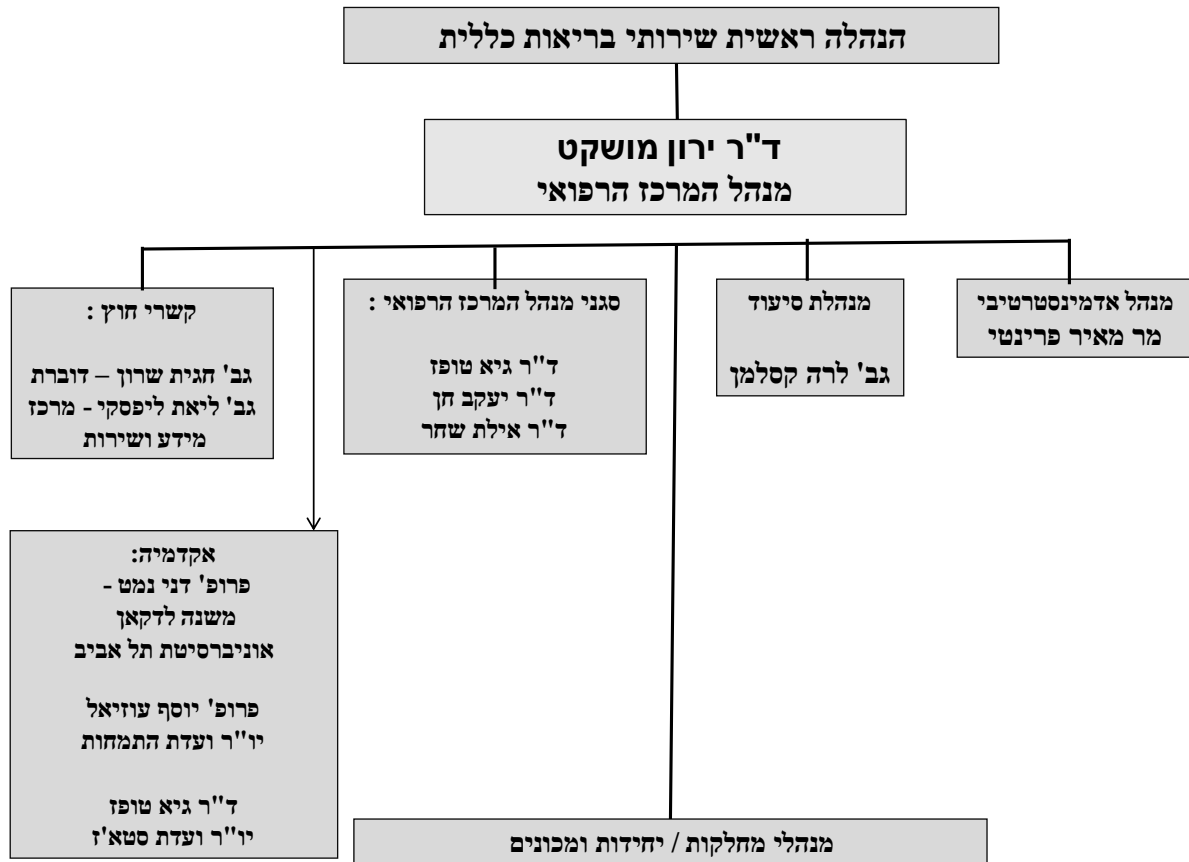 הנהלה ראשית שירותי בריאות כללית
ד"ר ירון מושקט
מנהל המרכז הרפואי
מנהל אדמינסטרטיבי
מר מאיר פרינטי
מנהלת סיעוד
גב' לרה קסלמן
סגני מנהל המרכז הרפואי :
ד"ר גיא טופז
ד"ר יעקב חן
ד"ר אילת שחר
קשרי חוץ :
גב' חגית שרון – דוברת
גב' ליאת ליפסקי - מרכז
מידע ושירות
אקדמיה:
פרופ' דני נמט -
משנה לדקאן
אוניברסיטת תל אביב
פרופ' יוסף עוזיאל
יו"ר ועדת התמחות
ד"ר גיא טופז
יו"ר ועדת סטא'ז
מנהלי מחלקות / יחידות ומכונים